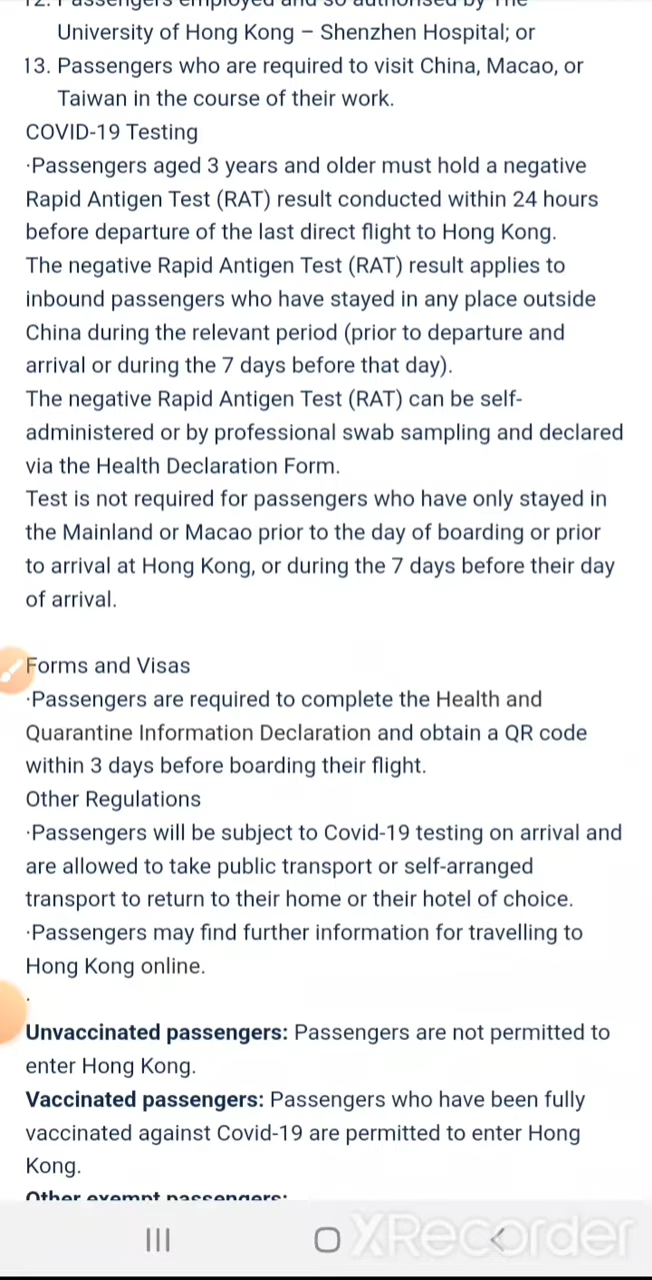 12. Passengers employed and so authorised by The
University of Hong Kong – Shenzhen Hospital; or
13. Passengers who are required to visit China, Macao, or
Taiwan in the course of their work.
COVID-19 Testing
·Passengers aged 3 years and older must hold a negative
Rapid Antigen Test (RAT) result conducted within 24 hours
before departure of the last direct flight to Hong Kong.
The negative Rapid Antigen Test (RAT) result applies to
inbound passengers who have stayed in any place outside
China during the relevant period (prior to departure and
arrival or during the 7 days before that day).
The negative Rapid Antigen Test (RAT) can be self-
administered or by professional swab sampling and declared
via the Health Declaration Form.
Test is not required for passengers who have only stayed in
the Mainland or Macao prior to the day of boarding or prior
to arrival at Hong Kong, or during the 7 days before their day
of arrival.
Forms and Visas
·Passengers are required to complete the Health and
Quarantine Information Declaration and obtain a QR code
within 3 days before boarding their flight.
Other Regulations
·Passengers will be subject to Covid-19 testing on arrival and
are allowed to take public transport or self-arranged
transport to return to their home or their hotel of choice.
·Passengers may find further information for travelling to
Hong Kong online.
·
Unvaccinated passengers: Passengers are not permitted to
enter Hong Kong.
Vaccinated passengers: Passengers who have been fully
vaccinated against Covid-19 are permitted to enter Hong
Kong.
Other exempt passengers:
XRecorder